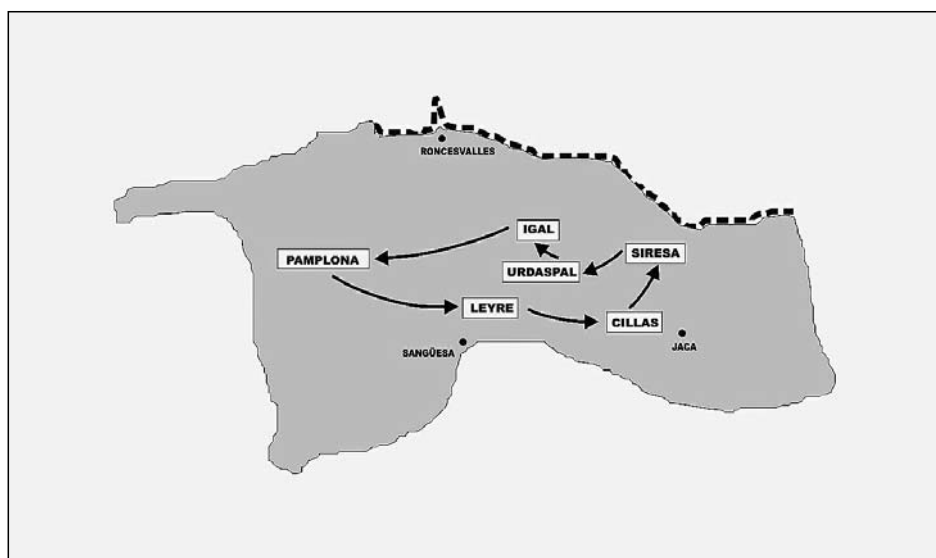 RONCESVALLES
IGAL
SIRESA
PAMPLONA
URDASPAL
LEYRE
CILLAS
SANGÜESA
JACA